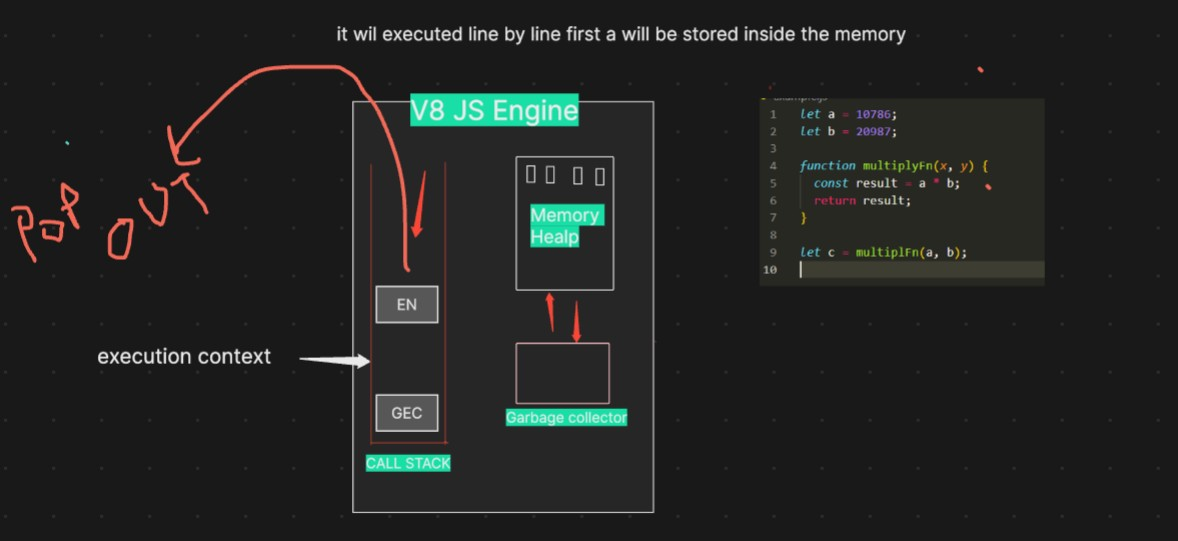 it wil executed line by line first a will be stored inside the memory
V8 JS Engine
Memory
Healp
EN
GEC
CALL STACK
Garbage collector
execution context
Pop OUT
1 let a = 10786;
2 let b = 20987;
3
4 function multiplyFn(x, y) {
5 const result = a * b;
6 return result;
7 }
8
9 let c = multiplFn(a, b);
10